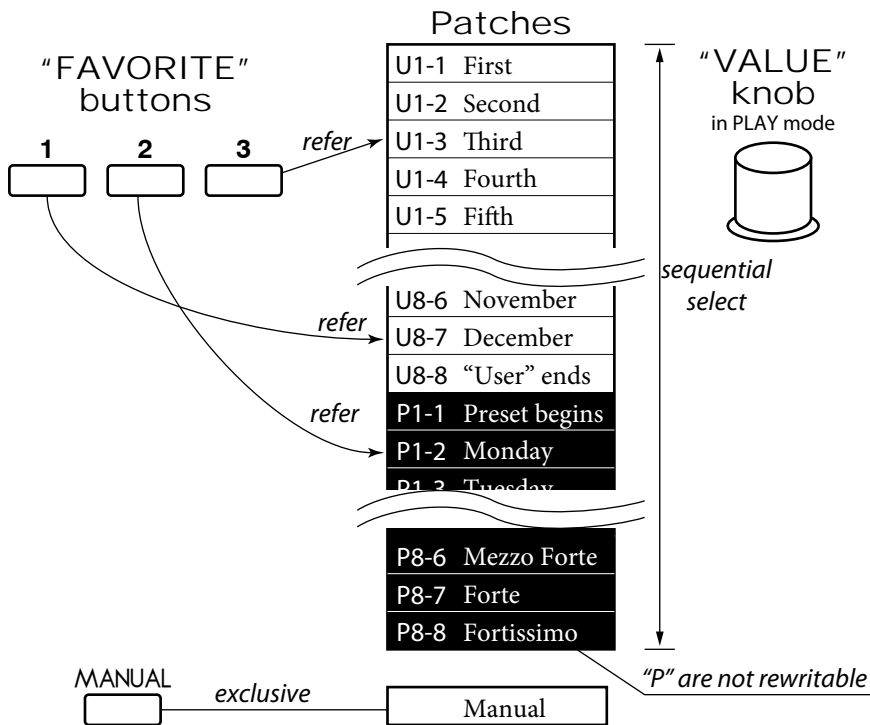 Patches
"FAVORITE"
buttons
1 2 3
refer
refer
refer
U1-1 First
U1-2 Second
U1-3 Third
U1-4 Fourth
U1-5 Fifth
U8-6 November
U8-7 December
U8-8 “User” ends
P1-1 Preset begins
P1-2 Monday
P1-3 Tuesday
P8-6 Mezzo Forte
P8-7 Forte
P8-8 Fortissimo
"VALUE"
knob
in PLAY mode
sequential
select
“P” are not rewritable
MANUAL
exclusive
Manual